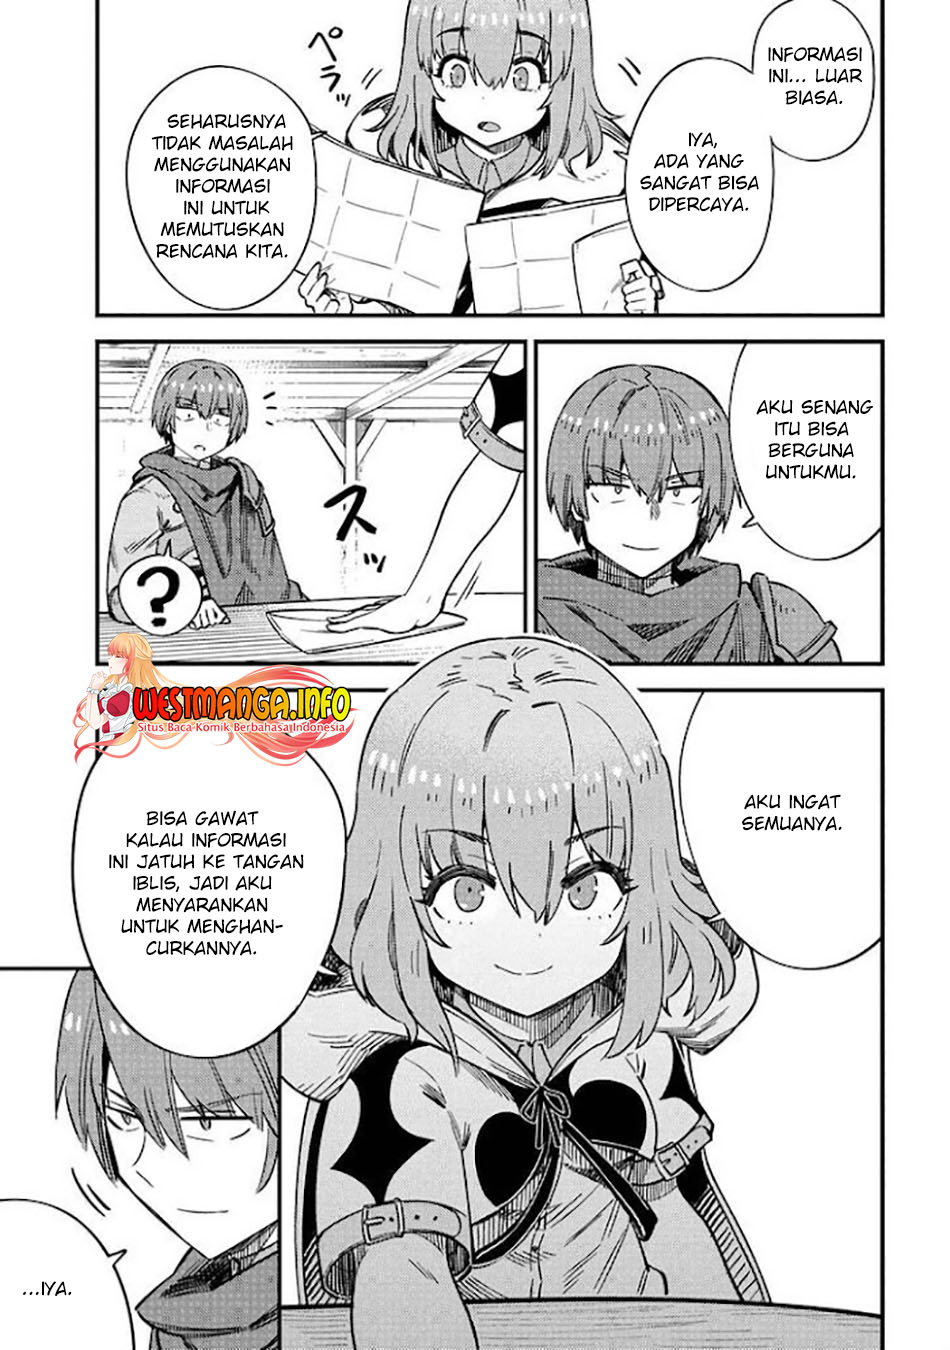 INFORMASI
INI... LUAR
BIASA.
IYA,
ADA YANG
SANGAT BISA
DIPERCAYA.
ペラ
SEHARUSNYA
TIDAK MASALAH
MENGGUNAKAN
INFORMASI
INI UNTUK
MEMUTUSKAN
RENCANA KITA.
AKU SENANG
ITU BISA
BERGUNA
UNTUKMU.
スッ
?
WESTMANGA.INFO
Situs Baca Komik Berbahasa Indonesia
AKU INGAT
SEMUANYA.
BISA GAWAT
KALAU INFORMASI
INI JATUH KE TANGAN
IBLIS, JADI AKU
MENYARANKAN
UNTUK MENGHAN-
CURKANNYA.
...IYA.